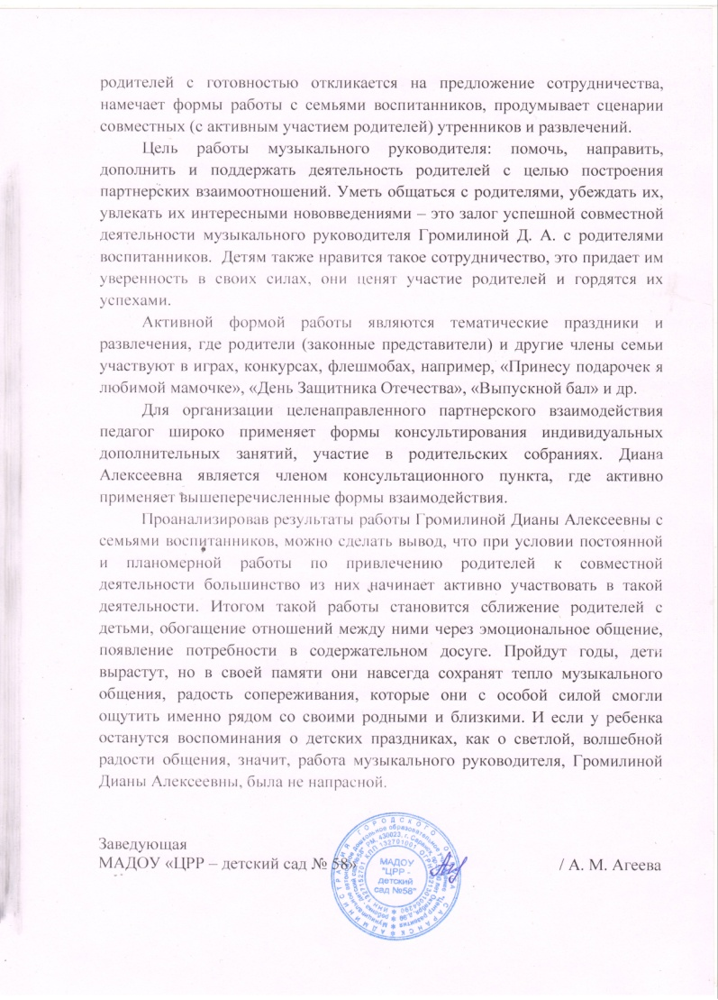 родителей с готовностью откликается на предложение сотрудничества,
намечает формы работы с семьями воспитанников, продумывает сценарии
совместных (с активным участием родителей) утренников и развлечений.
Цель работы музыкального руководителя: помочь, направить,
дополнить и поддержать деятельность родителей с целью построения
партнерских взаимоотношений. Уметь общаться с родителями, убеждать их,
увлекать их интересными нововведениями – это залог успешной совместной
деятельности музыкального руководителя Громилиной Д. А. с родителями
воспитанников. Детям также нравится такое сотрудничество, это придает им
уверенность в своих силах, они ценят участие родителей и гордятся их
успехами.
Активной формой работы являются тематические праздники и
развлечения, где родители (законные представители) и другие члены семьи
участвуют в играх, конкурсах, флешмобах, например, «Принесу подарочек я
любимой мамочке», «День Защитника Отечества», «Выпускной бал» и др.
Для организации целенаправленного партнерского взаимодействия
педагог широко применяет формы консультирования индивидуальных
дополнительных занятий, участие в родительских собраниях. Диана
Алексеевна является членом консультационного пункта, где активно
применяет вышеперечисленные формы взаимодействия.
Проанализировав результаты работы Громилиной Дианы Алексеевны с
семьями воспитанников, можно сделать вывод, что при условии постоянной
и планомерной работы по привлечению родителей к совместной
деятельности большинство из них начинает активно участвовать в такой
деятельности. Итогом такой работы становится сближение родителей с
детьми, обогащение отношений между ними через эмоциональное общение,
появление потребности в содержательном досуге. Пройдут годы, дети
вырастут, но в своей памяти они навсегда сохранят тепло музыкального
общения, радость сопереживания, которые они с особой силой смогли
ощутить именно рядом со своими родными и близкими. И если у ребенка
останутся воспоминания о детских праздниках, как о светлой, волшебной
радости общения, значит, работа музыкального руководителя, Громилиной
Дианы Алексеевны, была не напрасной.
Заведующая
МАДОУ «ЦРР – детский сад № 58» / А. М. Агеева
МАДОУ
"ЦРР -
детский
сад №58"